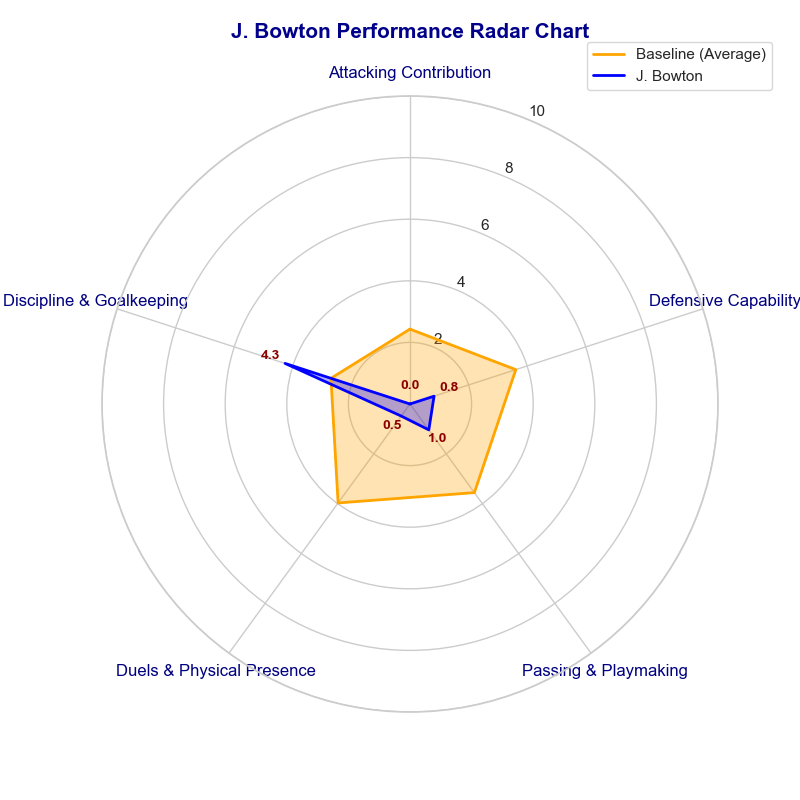 J. Bowton Performance Radar Chart
Baseline (Average)
J. Bowton
Attacking Contribution
10
8
6
4
2
Discipline & Goalkeeping
Defensive Capability
4.3
0.0
0.8
0.5
1.0
Duels & Physical Presence
Passing & Playmaking